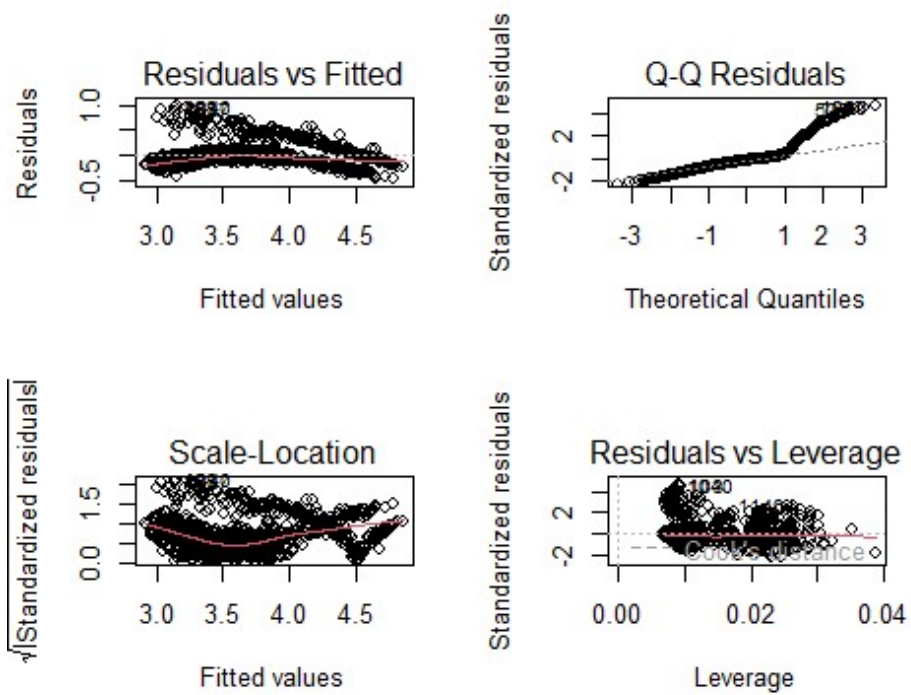 Residuals vs Fitted
Residuals
1.0
-0.5
3.0 3.5 4.0 4.5
Fitted values
Q-Q Residuals
Standardized residuals
2
-2
-3 -1 1 2 3
Theoretical Quantiles
Scale-Location
√|Standardized residuals|
1.5
0.0
3.0 3.5 4.0 4.5
Fitted values
Residuals vs Leverage
Standardized residuals
2
-2
Cook's distance
0.00 0.02 0.04
Leverage